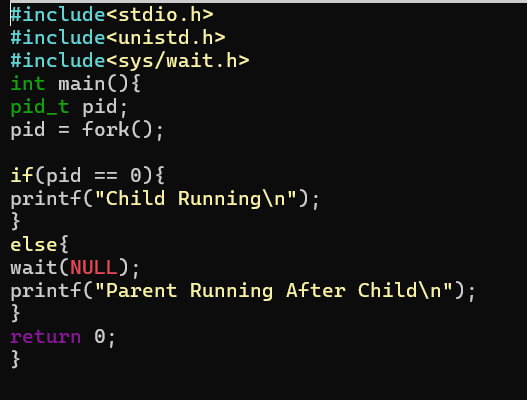 #include<stdio.h>
#include<unistd.h>
#include<sys/wait.h>
int main(){
pid_t pid;
pid = fork();
if(pid == 0){
printf("Child Running\n");
}
else{
wait(NULL);
printf("Parent Running After Child\n");
}
return 0;
}